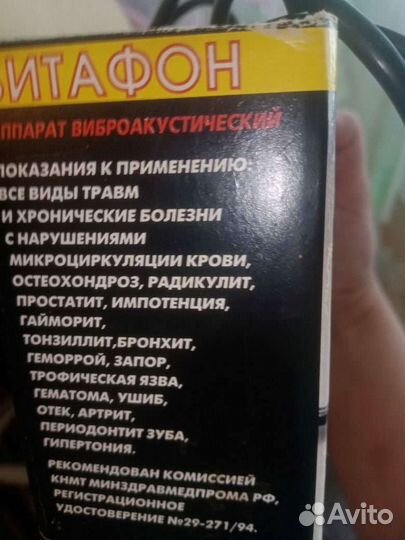 ВИТАФОН
АППАРАТ ВИБРОАКУСТИЧЕСКИЙ
ПОКАЗАНИЯ К ПРИМЕНЕНИЮ:
ВСЕ ВИДЫ ТРАВМ
И ХРОНИЧЕСКИЕ БОЛЕЗНИ
С НАРУШЕНИЯМИ
МИКРОЦИРКУЛЯЦИИ КРОВИ,
ОСТЕОХОНДРОЗ, РАДИКУЛИТ,
ПРОСТАТИТ, ИМПОТЕНЦИЯ,
ГАЙМОРИТ,
ТОНЗИЛЛИТ,БРОНХИТ,
ГЕМОРРОЙ, ЗАПОР,
ТРОФИЧЕСКАЯ ЯЗВА,
ГЕМАТОМА, УШИБ,
ОТЕК, АРТРИТ,
ПЕРИОДОНТИТ ЗУБА,
ГИПЕРТОНИЯ.
РЕКОМЕНДОВАН КОМИССИЕЙ
КНМТ МИНЗДРАВМЕДПРОМА РФ,
РЕГИСТРАЦИОННОЕ
УДОСТОВЕРЕНИЕ №29-271/94.
Avito